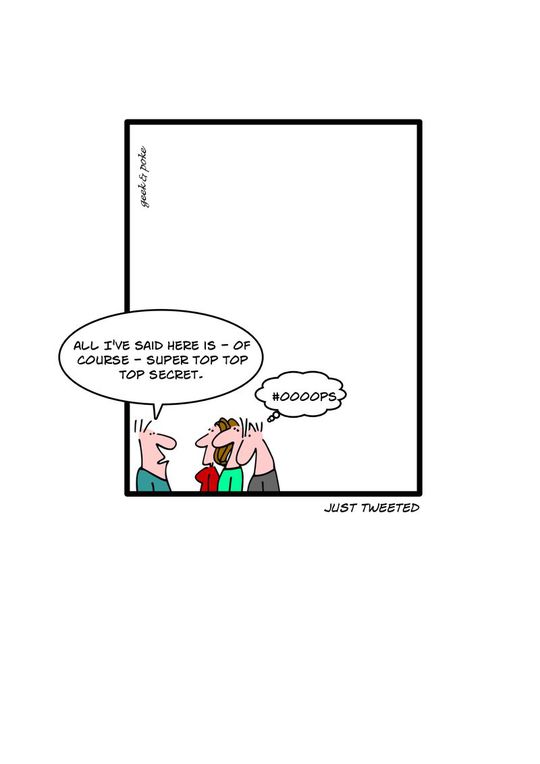 geek & poke
ALL I'VE SAID HERE IS - OF
COURSE - SUPER TOP TOP
TOP SECRET.
#OOOOPS
JUST TWEETED